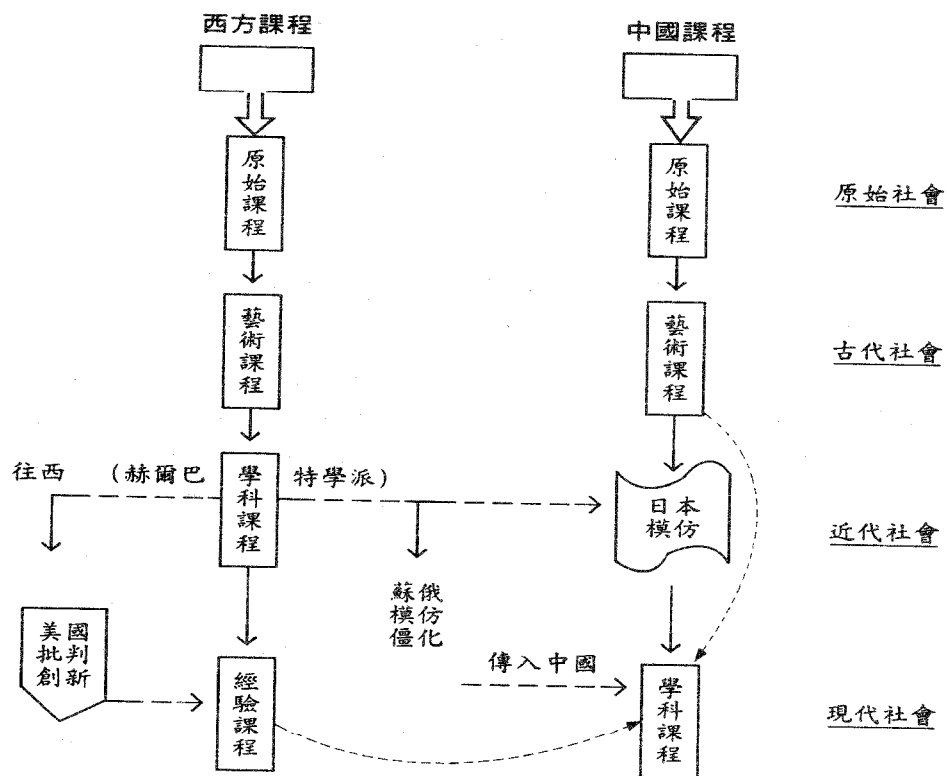 西方課程
中國課程
原始課程
原始課程
原始社會
藝術課程
藝術課程
古代社會
往西
(赫爾巴
學科課程
特學派)
日本
模仿
近代社會
蘇俄
模仿
僵化
美國
批判
創新
經驗課程
傳入中國
學科課程
現代社會